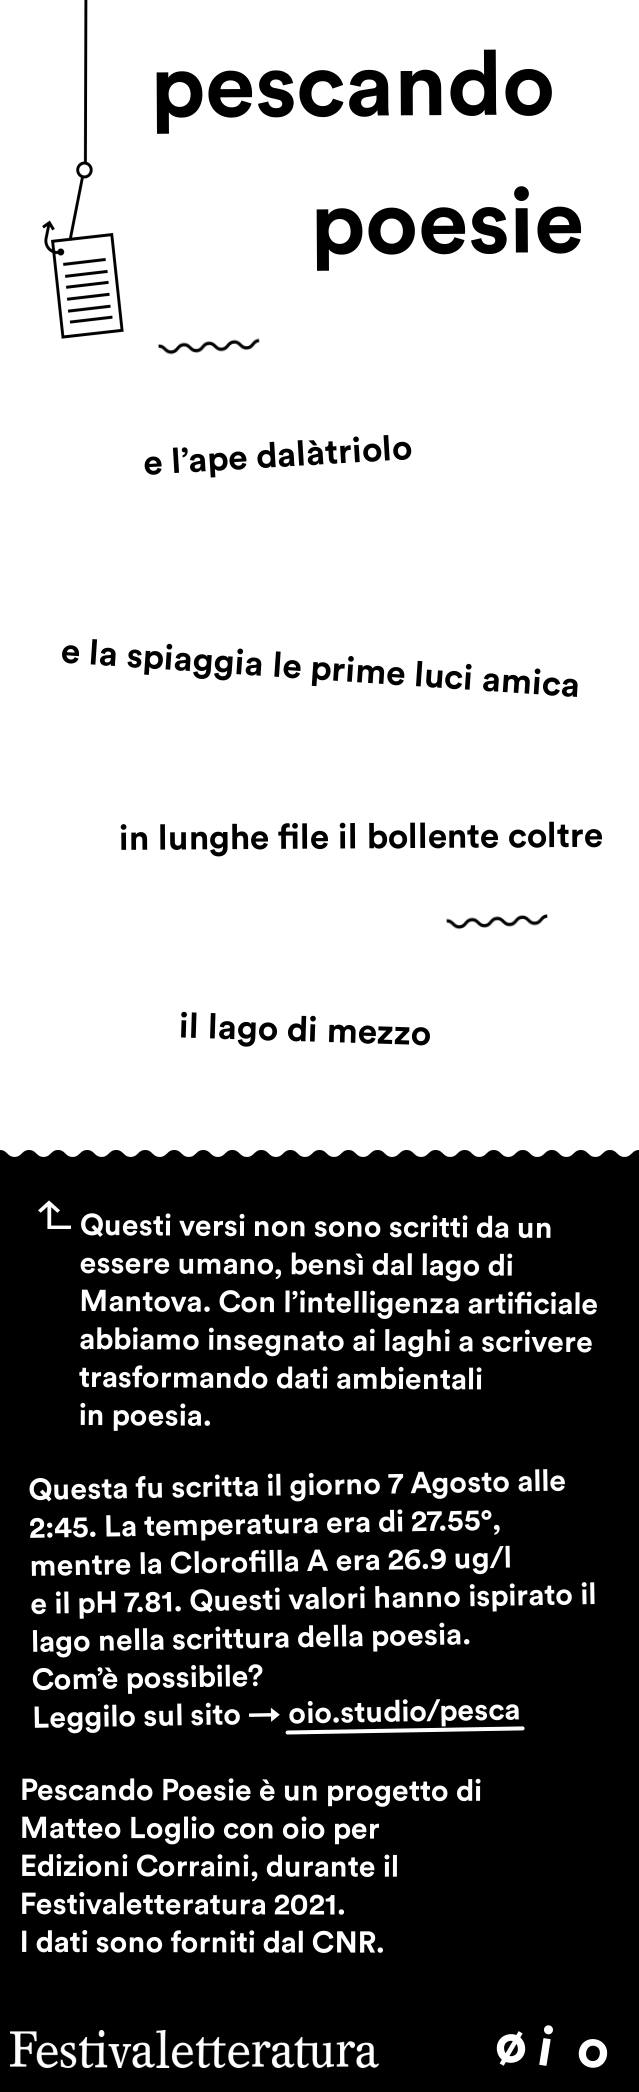 pescando
poesie
e l’ape dalàtriolo
e la spiaggia le prime luci amica
in lunghe file il bollente coltre
il lago di mezzo
Questi versi non sono scritti da un
essere umano, bensì dal lago di
Mantova. Con l’intelligenza artificiale
abbiamo insegnato ai laghi a scrivere
trasformando dati ambientali
in poesia.
Questa fu scritta il giorno 7 Agosto alle
2:45. La temperatura era di 27.55°,
mentre la Clorofilla A era 26.9 ug/l
e il pH 7.81. Questi valori hanno ispirato il
lago nella scrittura della poesia.
Com’è possibile?
Leggilo sul sito → oio.studio/pesca
Pescando Poesie è un progetto di
Matteo Loglio con oio per
Edizioni Corraini, durante il
Festivaletteratura 2021.
I dati sono forniti dal CNR.
Festivaletteratura ø i o